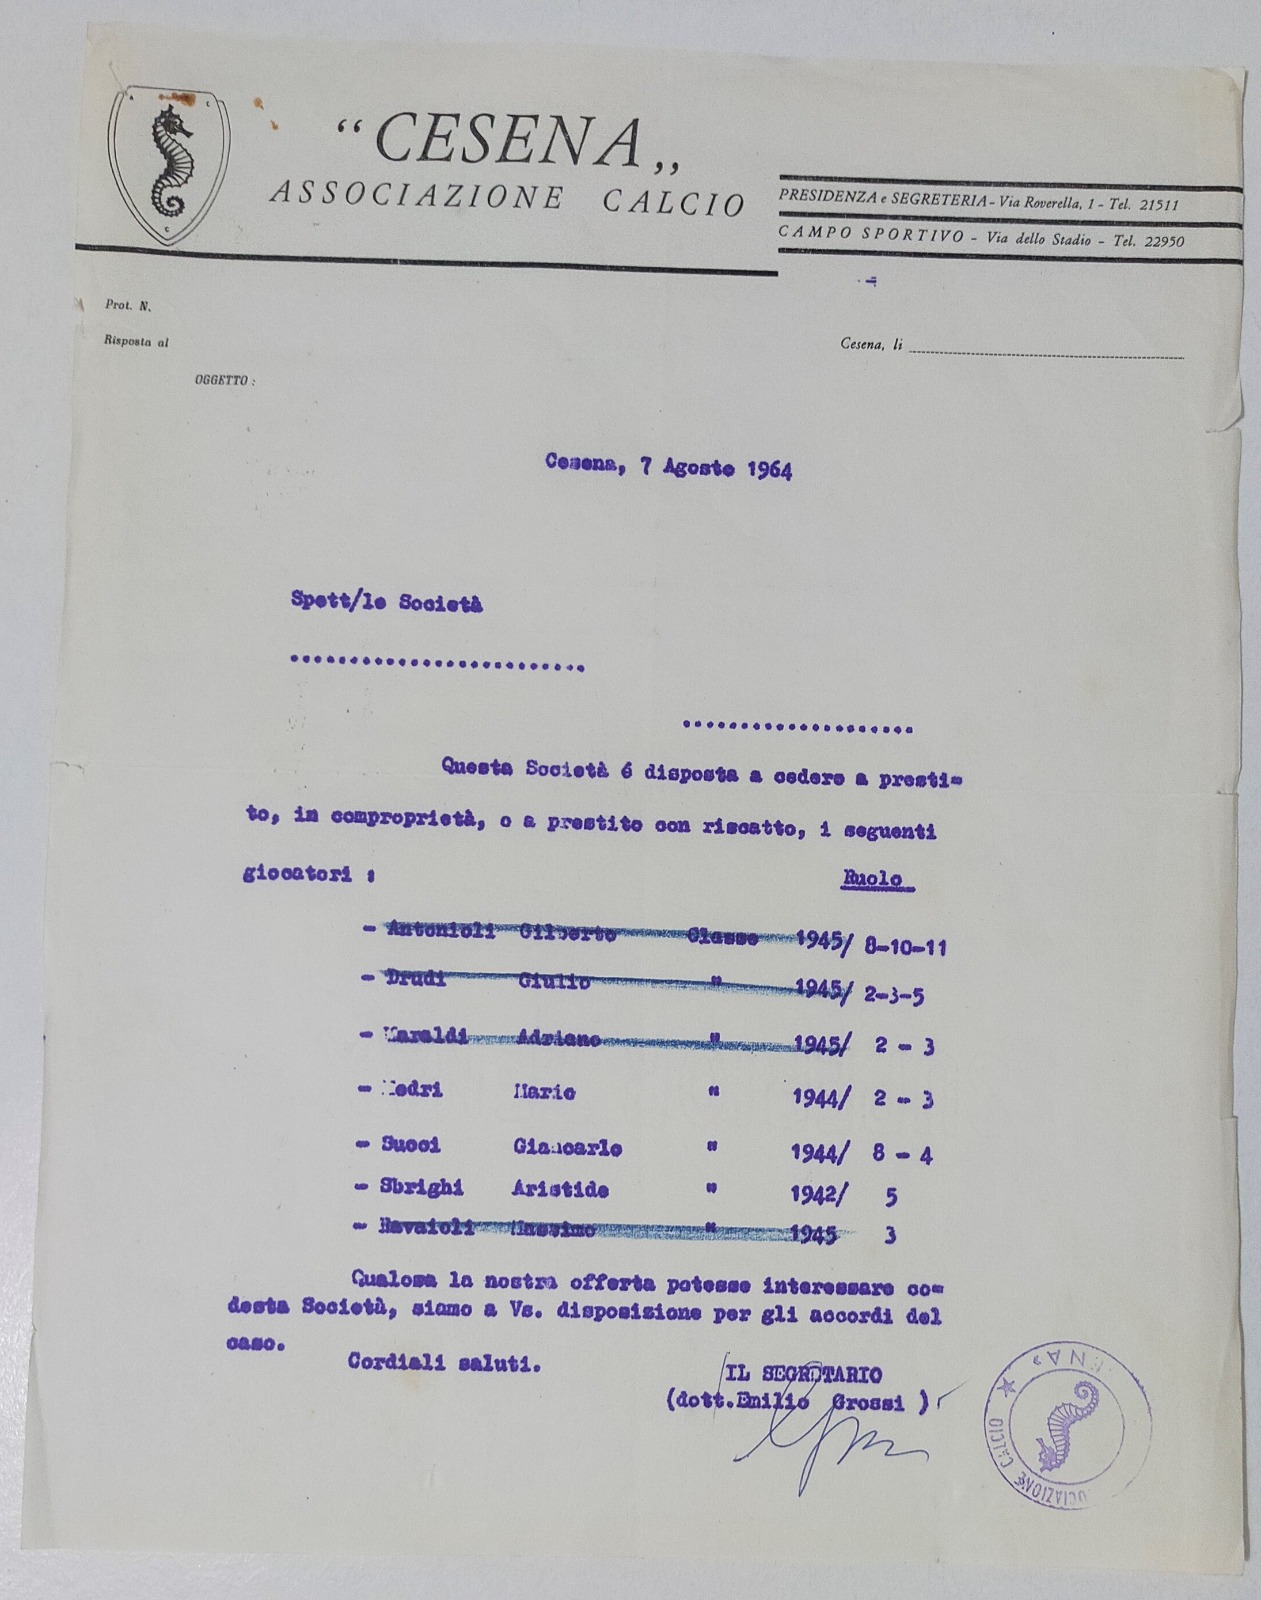 A C
C
“CESENA„
ASSOCIAZIONE CALCIO
PRESIDENZA e SEGRETERIA - Via Roverella, 1 - Tel. 21511
CAMPO SPORTIVO - Via dello Stadio - Tel. 22950
Prot. N.
Risposta al
Cesena, li
OGGETTO :
Cesena, 7 Agosto 1964
Spett/le Società
.........................
....................
Questa Società é disposta a cedere a presti=
to, in comproprietà, o a prestito con riscatto, i seguenti
giocatori : Ruolo
- Antonioli Gilberto Classe 1945/ 8-10-11
- Drudi Giulio " 1945/ 2-3-5
- Maraldi Adriano " 1945/ 2 - 3
- Medri Mario " 1944/ 2 - 3
- Succi Giancarlo " 1944/ 8 - 4
- Sbrighi Aristide " 1942/ 5
- Ravaioli Massimo " 1945 3
Qualosa la nostra offerta potesse interessare co=
desta Società, siamo a Vs. disposizione per gli accordi del
caso.
Cordiali saluti.
IL SEGRETARIO
(dott.Emilio Grossi )
OCIAZIONE CALCIO ★ ENA»